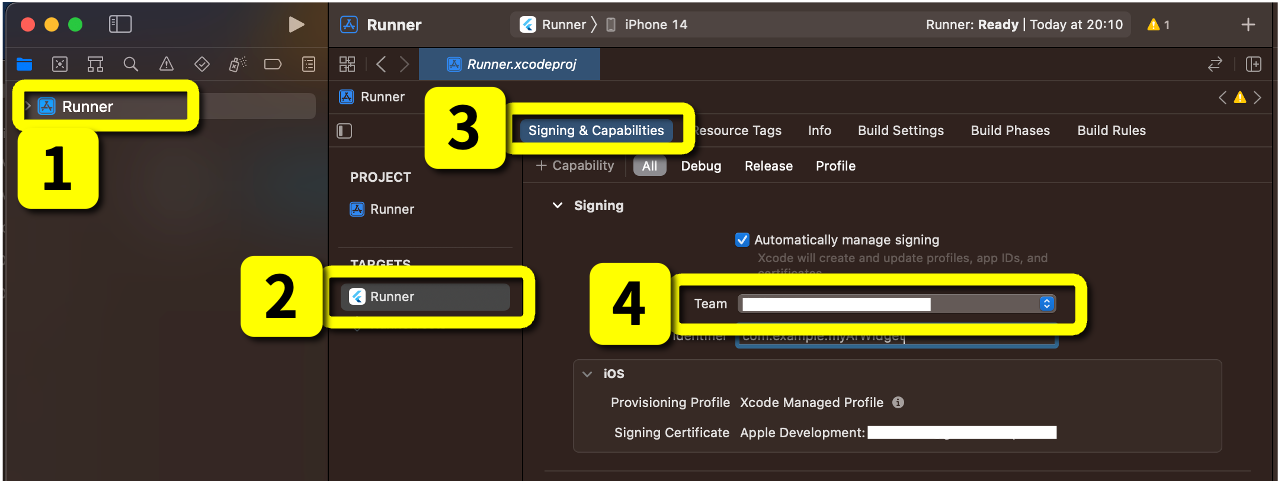 Runner
Runner
iPhone 14
Runner: Ready | Today at 20:10
1
Runner.xcodeproj
Runner
Runner
1
3
Signing & Capabilities
Resource Tags
Info
Build Settings
Build Phases
Build Rules
+ Capability
All
Debug
Release
Profile
PROJECT
Runner
TARGETS
2
Runner
Signing
Automatically manage signing
Xcode will create and update profiles, app IDs, and
certificates.
4
Team
Identifier
com.example.myArWidget
iOS
Provisioning Profile
Xcode Managed Profile
Signing Certificate
Apple Development: